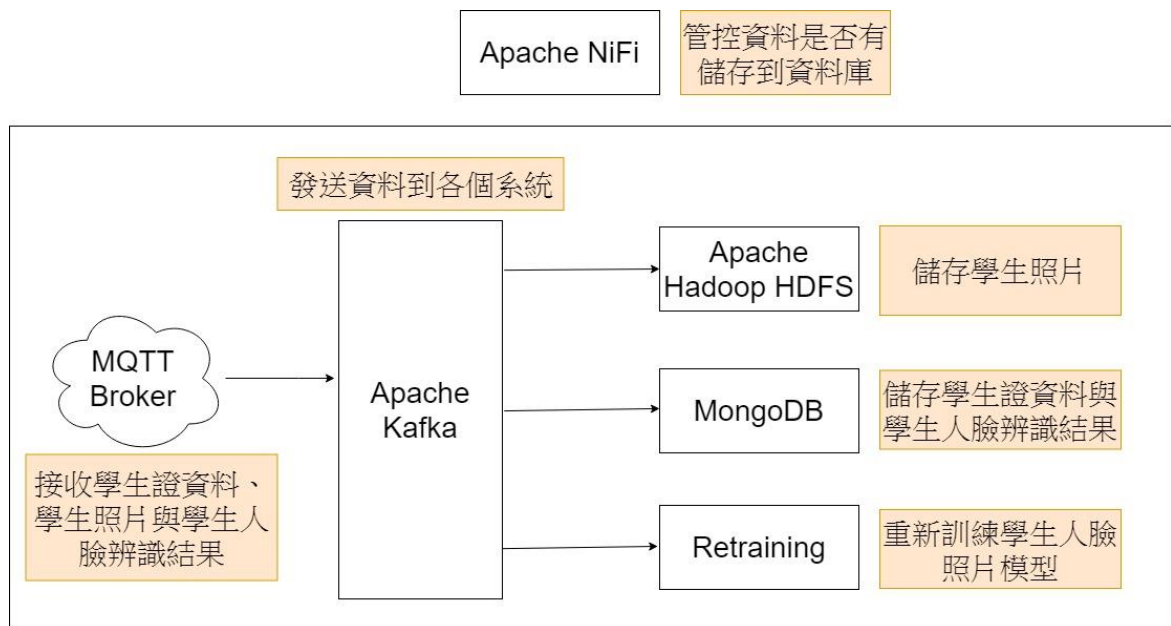 Apache NiFi
管控資料是否有
儲存到資料庫
發送資料到各個系統
MQTT
Broker
接收學生證資料、
學生照片與學生人
臉辨識結果
Apache
Kafka
Apache
Hadoop HDFS
儲存學生照片
MongoDB
儲存學生證資料與
學生人臉辨識結果
Retraining
重新訓練學生人臉
照片模型